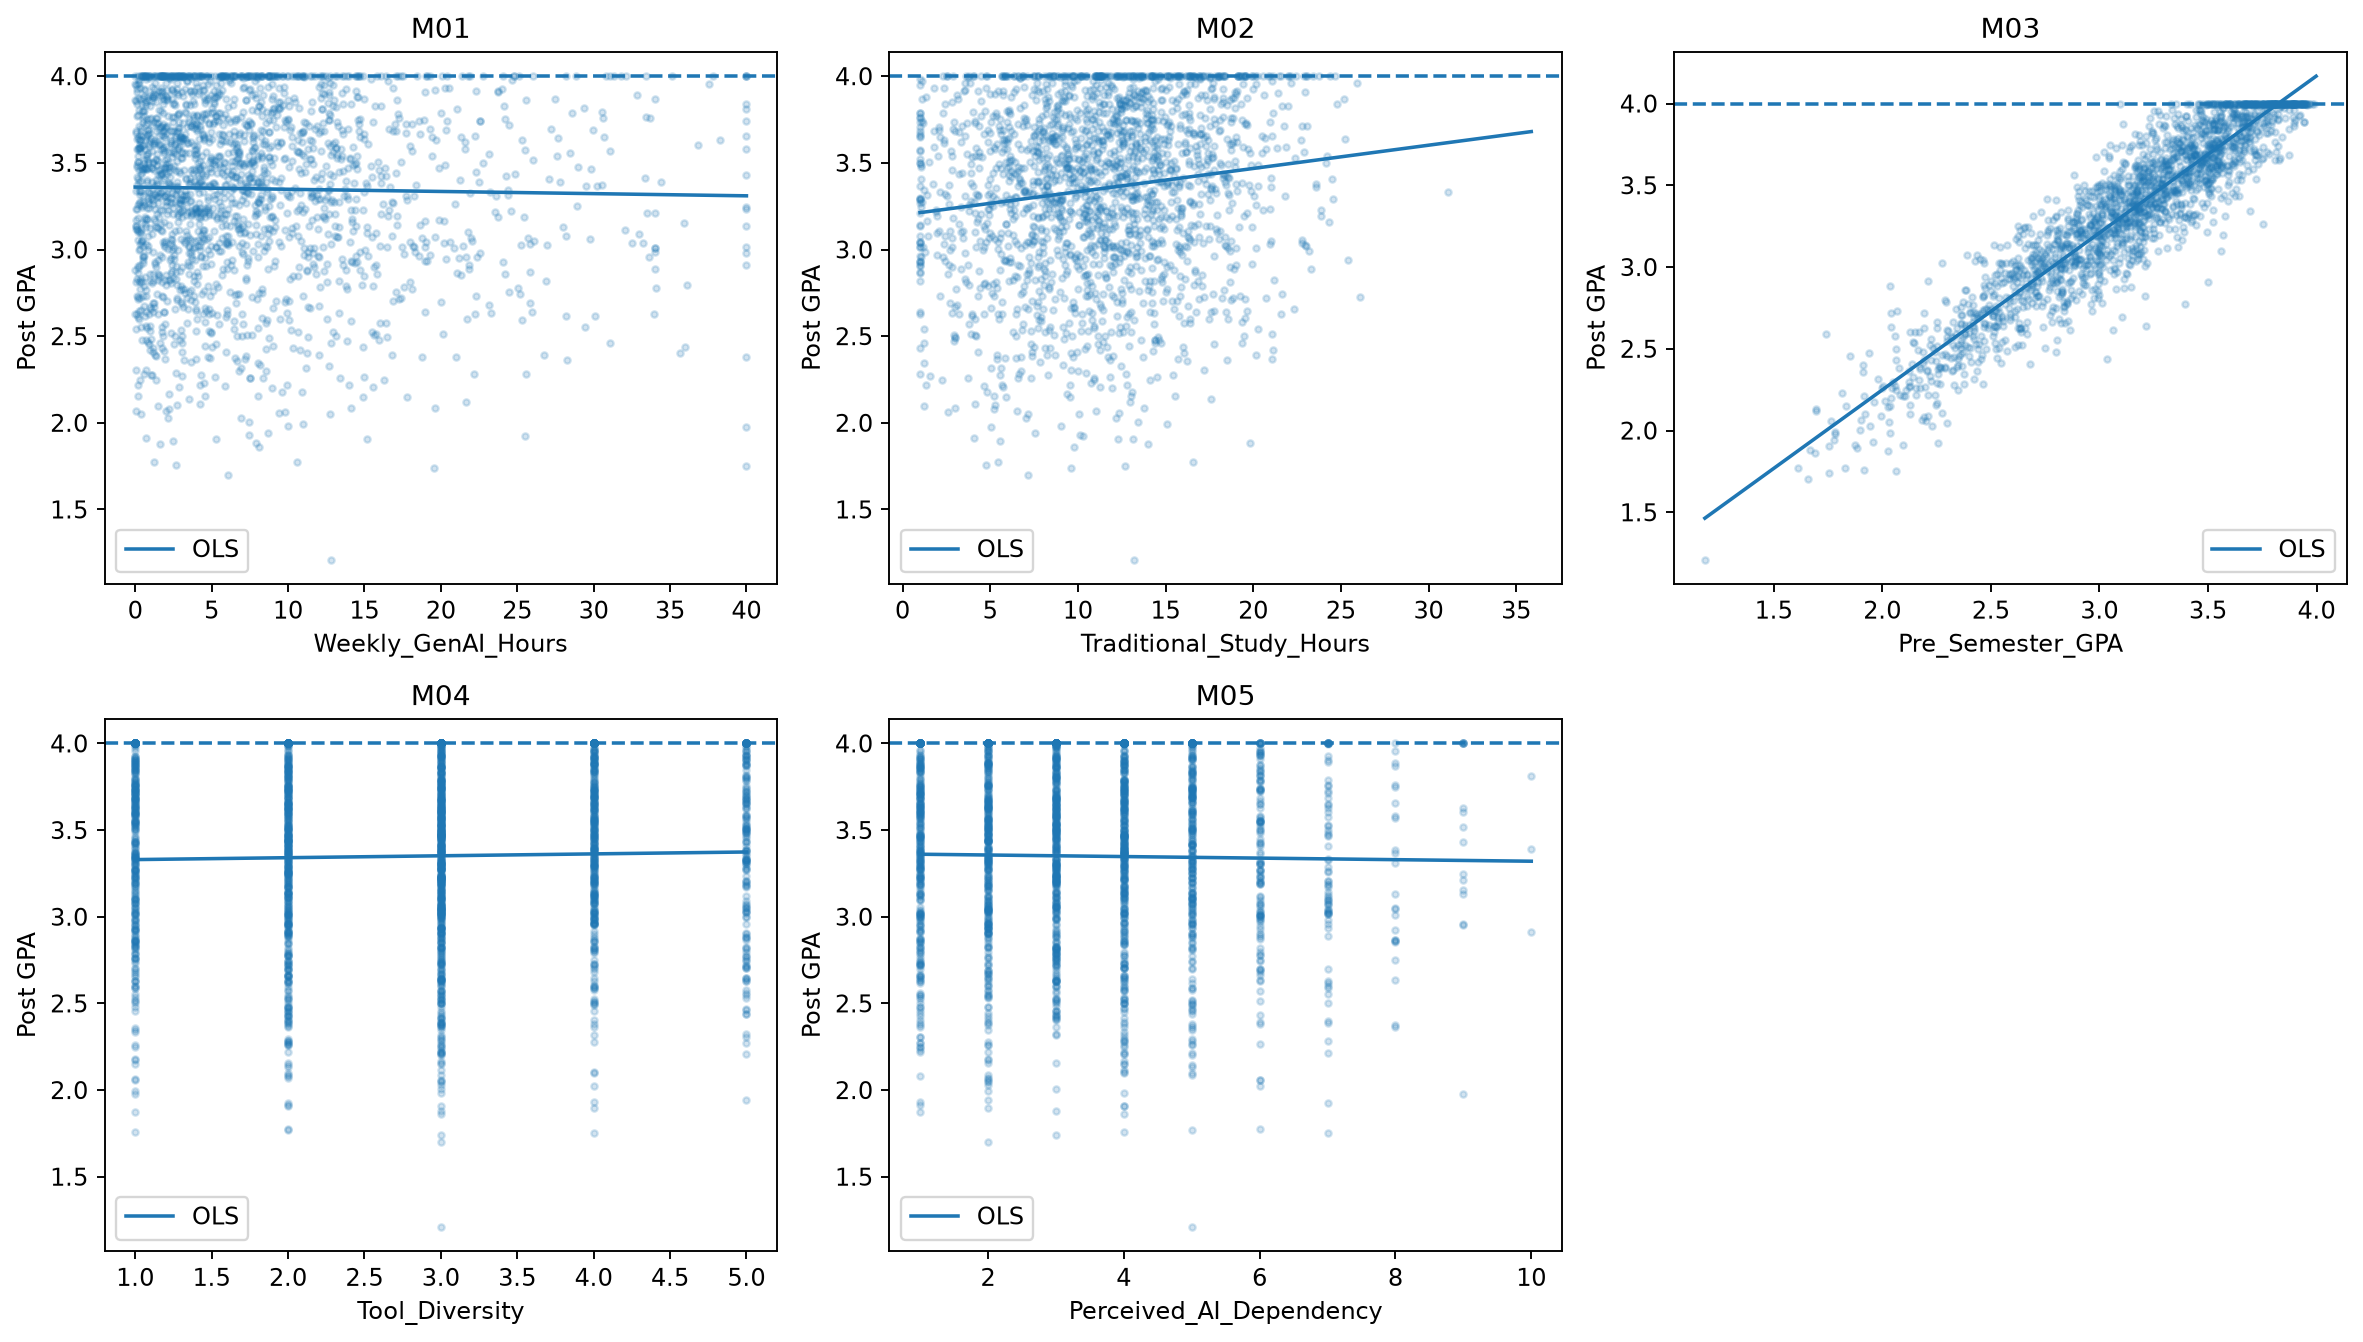 M01
4.0
3.5
3.0
2.5
2.0
1.5
Post GPA
OLS
0 5 10 15 20 25 30 35 40
Weekly_GenAI_Hours
M02
4.0
3.5
3.0
2.5
2.0
1.5
Post GPA
OLS
0 5 10 15 20 25 30 35
Traditional_Study_Hours
M03
4.0
3.5
3.0
2.5
2.0
1.5
Post GPA
OLS
1.5 2.0 2.5 3.0 3.5 4.0
Pre_Semester_GPA
M04
4.0
3.5
3.0
2.5
2.0
1.5
Post GPA
OLS
1.0 1.5 2.0 2.5 3.0 3.5 4.0 4.5 5.0
Tool_Diversity
M05
4.0
3.5
3.0
2.5
2.0
1.5
Post GPA
OLS
2 4 6 8 10
Perceived_AI_Dependency